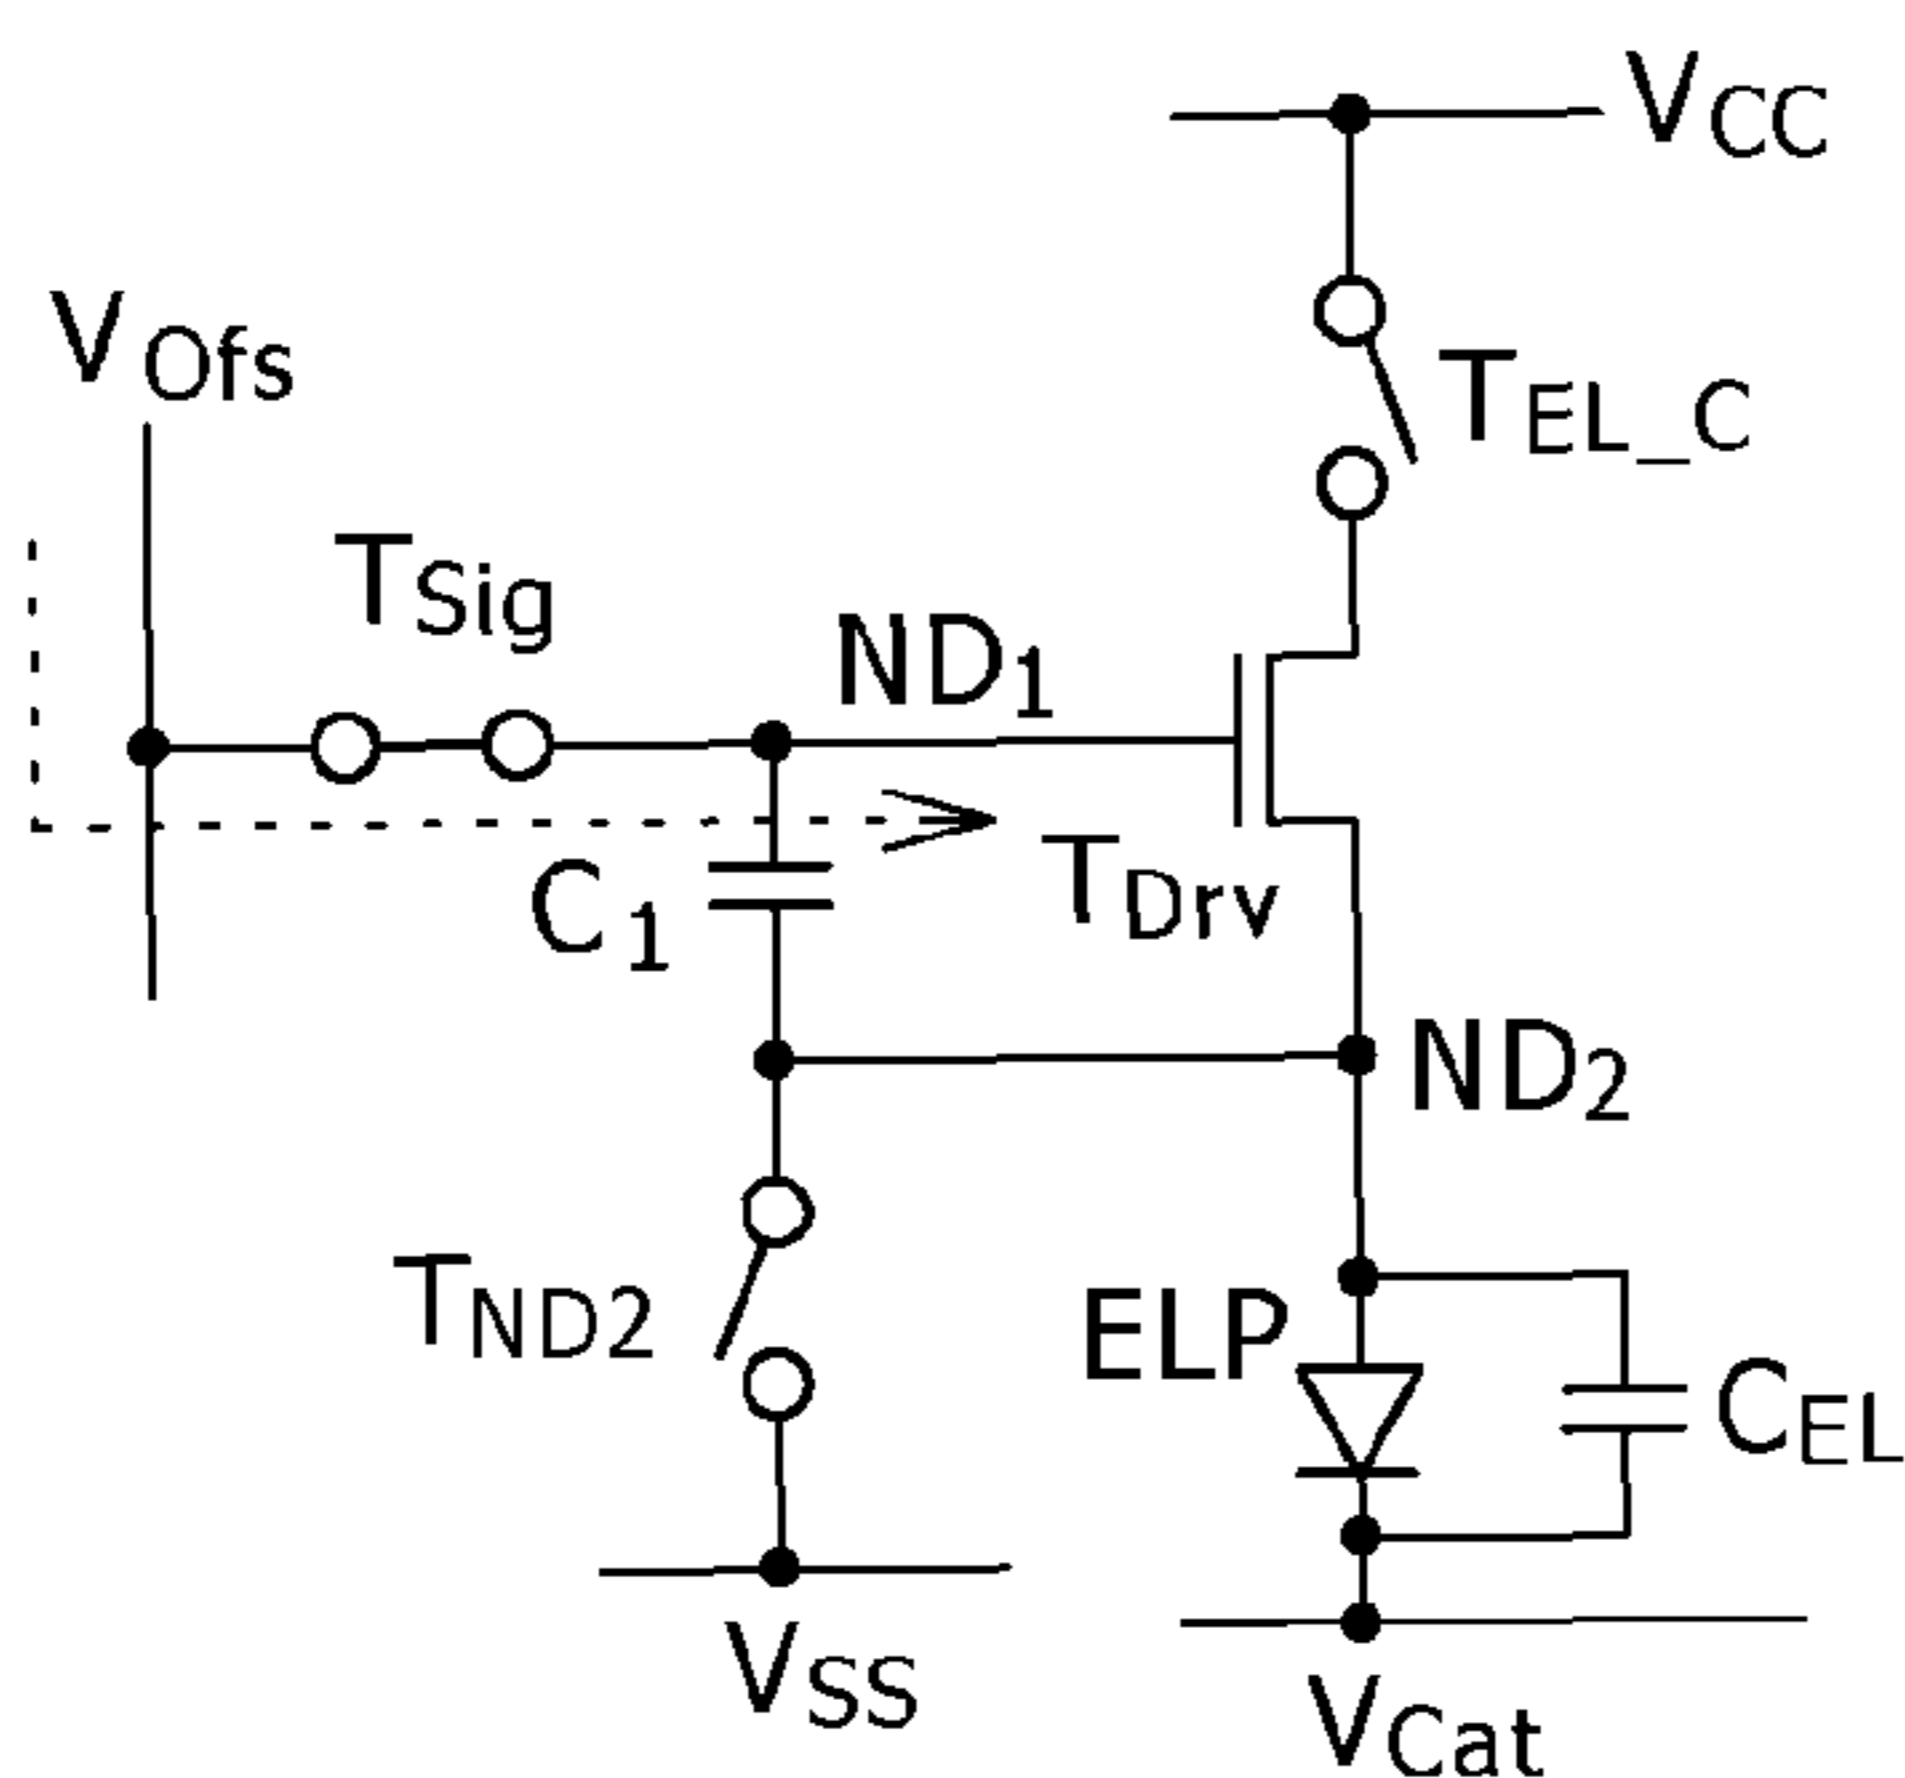 VCC
VOfs
TEL_C
TSig
ND1
C1
TDrv
ND2
TND2
ELP
CEL
VSS
VCat